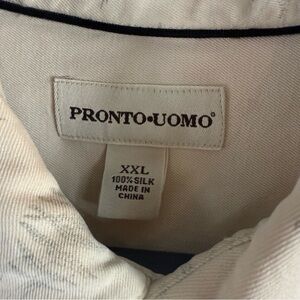 PRONTO•UOMO®
XXL
100% SILK
MADE IN
CHINA